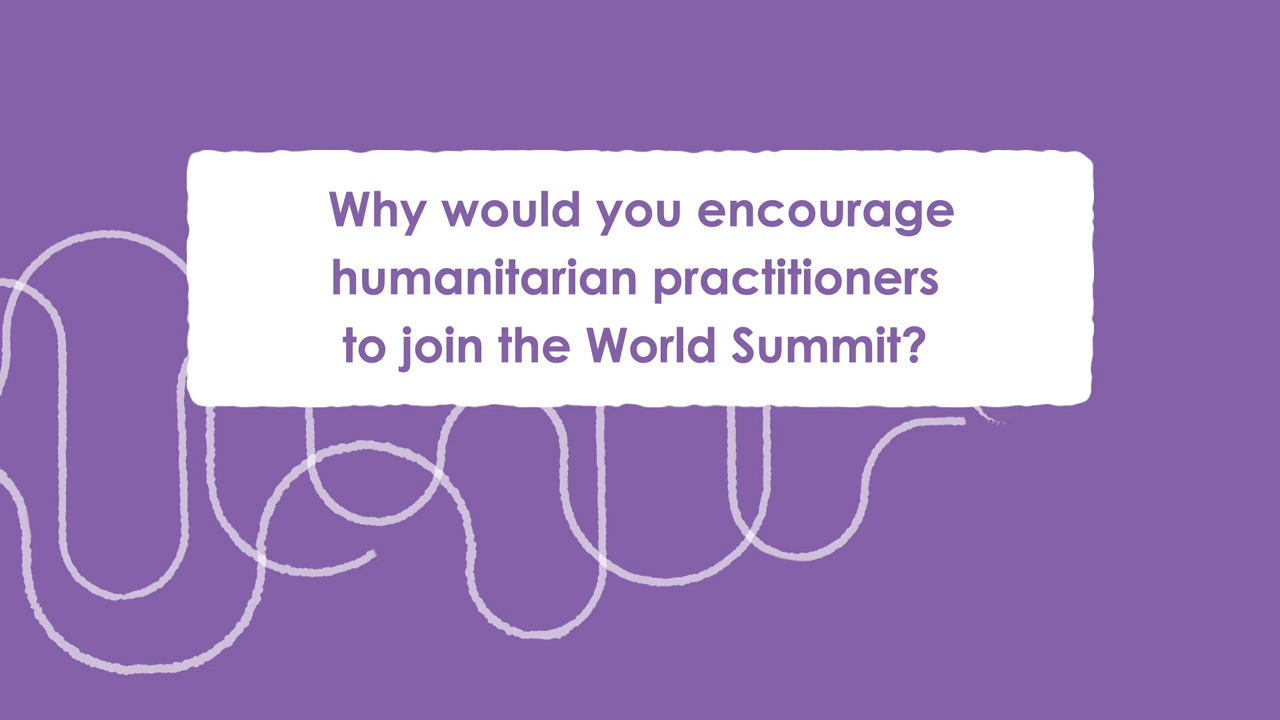 Why would you encourage
humanitarian practitioners
to join the World Summit?